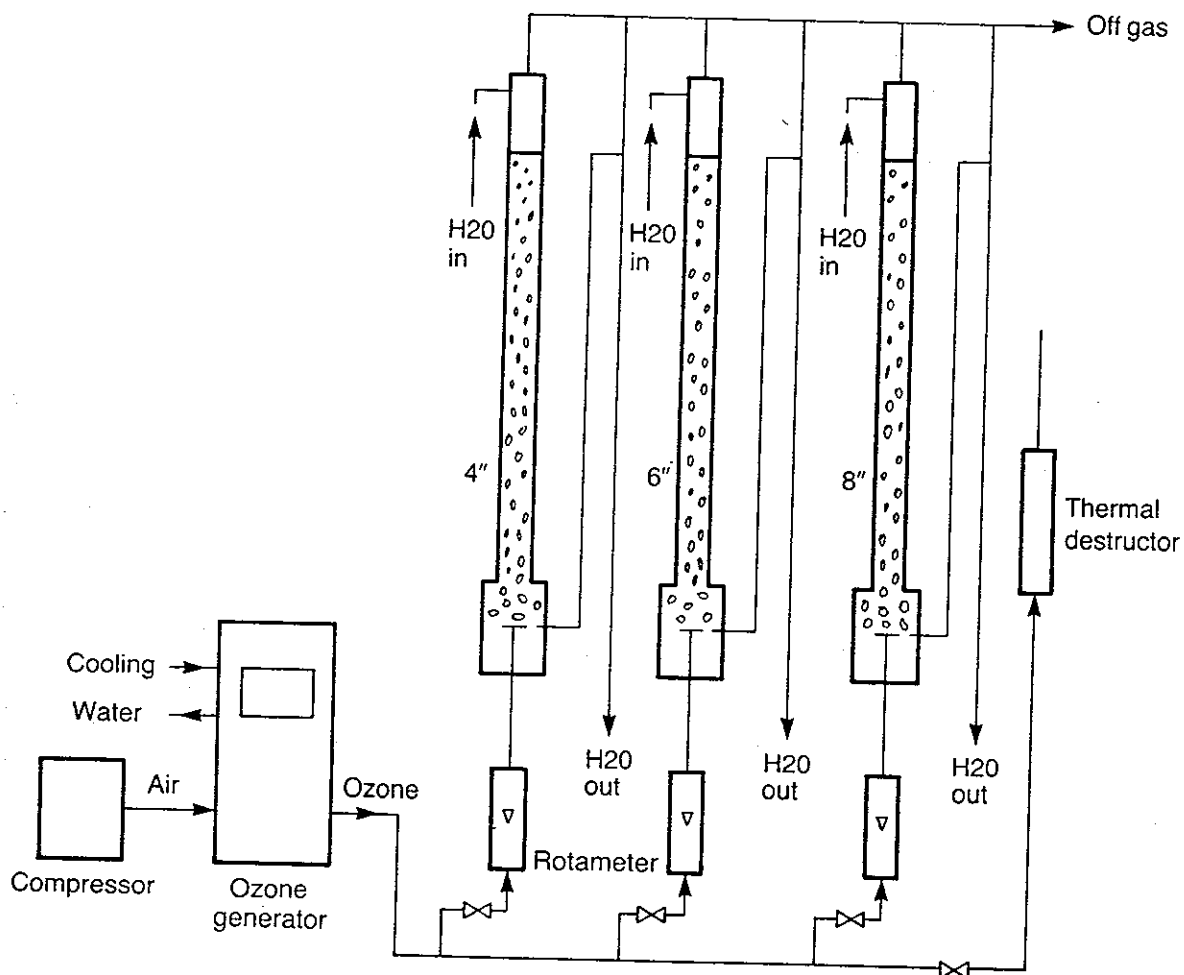 Off gas
H20
in
H20
in
H20
in
4"
6"
8"
Thermal
destructor
Cooling
Water
H20
out
H20
out
H20
out
Air
Ozone
Compressor
Ozone
generator
Rotameter